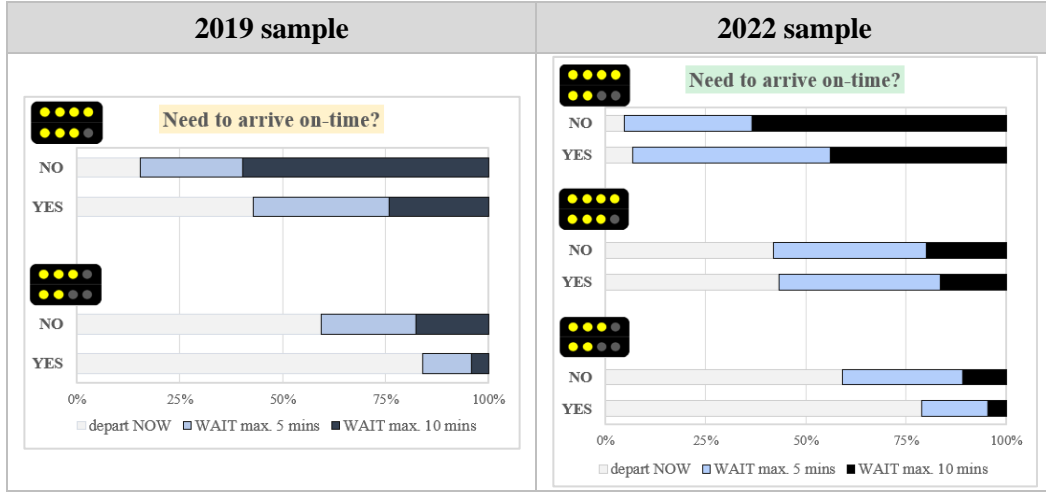 2019 sample
Need to arrive on-time?
NO
YES
NO
YES
0% 25% 50% 75% 100%
depart NOW WAIT max. 5 mins WAIT max. 10 mins
2022 sample
Need to arrive on-time?
NO
YES
NO
YES
NO
YES
0% 25% 50% 75% 100%
depart NOW WAIT max. 5 mins WAIT max. 10 mins